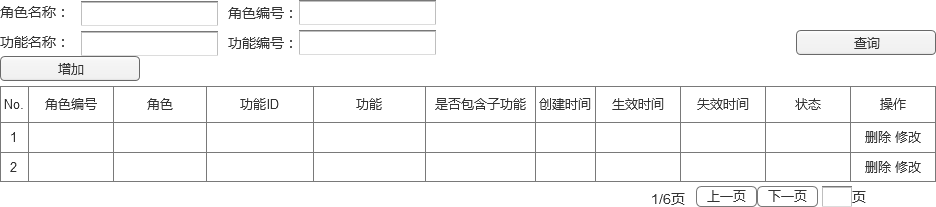 角色名称： 角色编号：
功能名称： 功能编号： 查询
增加
No. 角色编号 角色 功能ID 功能 是否包含子功能 创建时间 生效时间 失效时间 状态 操作
1 删除 修改
2 删除 修改
1/6页 上一页 下一页 页